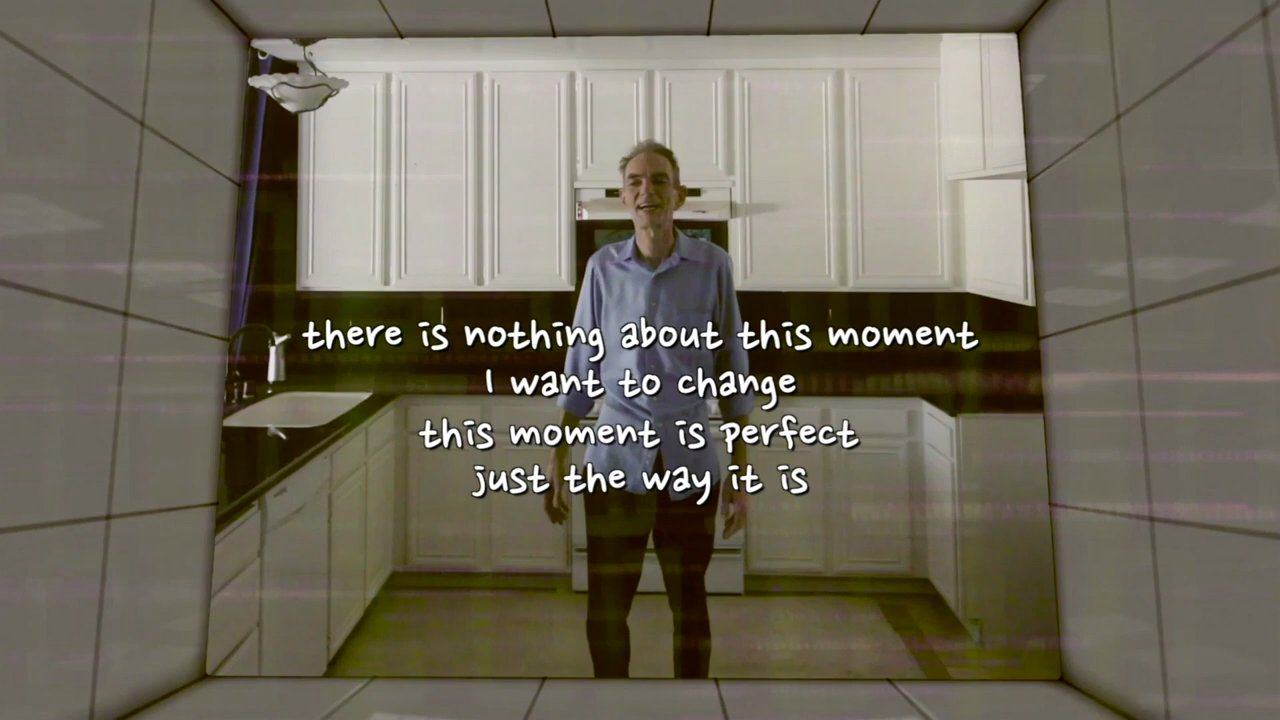 there is nothing about this moment
I want to change
this moment is perfect
just the way it is